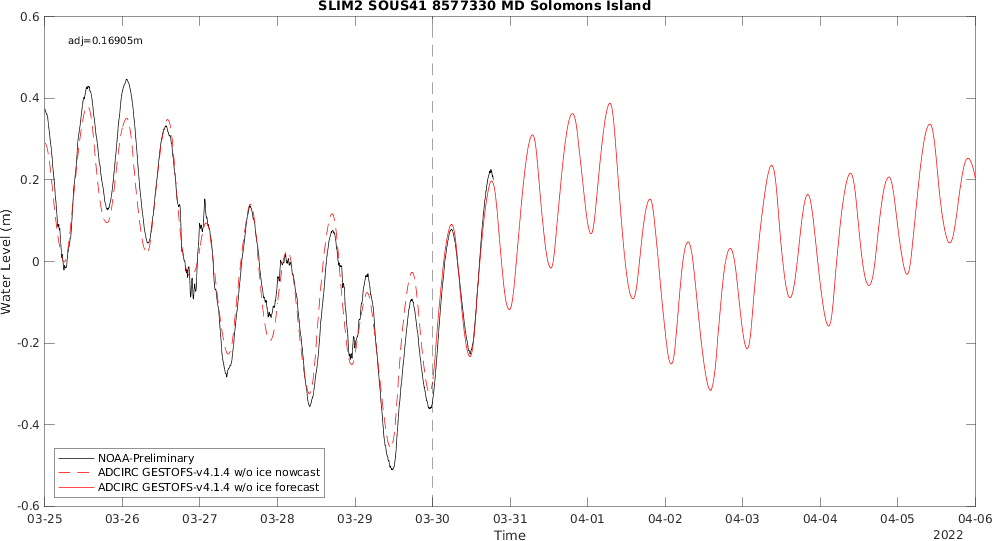 SLIM2 SOUS41 8577330 MD Solomons Island
adj=0.16905m
Water Level (m)
0.6
0.4
0.2
0
-0.2
-0.4
-0.6
NOAA-Preliminary
ADCIRC GESTOFS-v4.1.4 w/o ice nowcast
ADCIRC GESTOFS-v4.1.4 w/o ice forecast
03-25 03-26 03-27 03-28 03-29 03-30 03-31 04-01 04-02 04-03 04-04 04-05 04-06
Time
2022